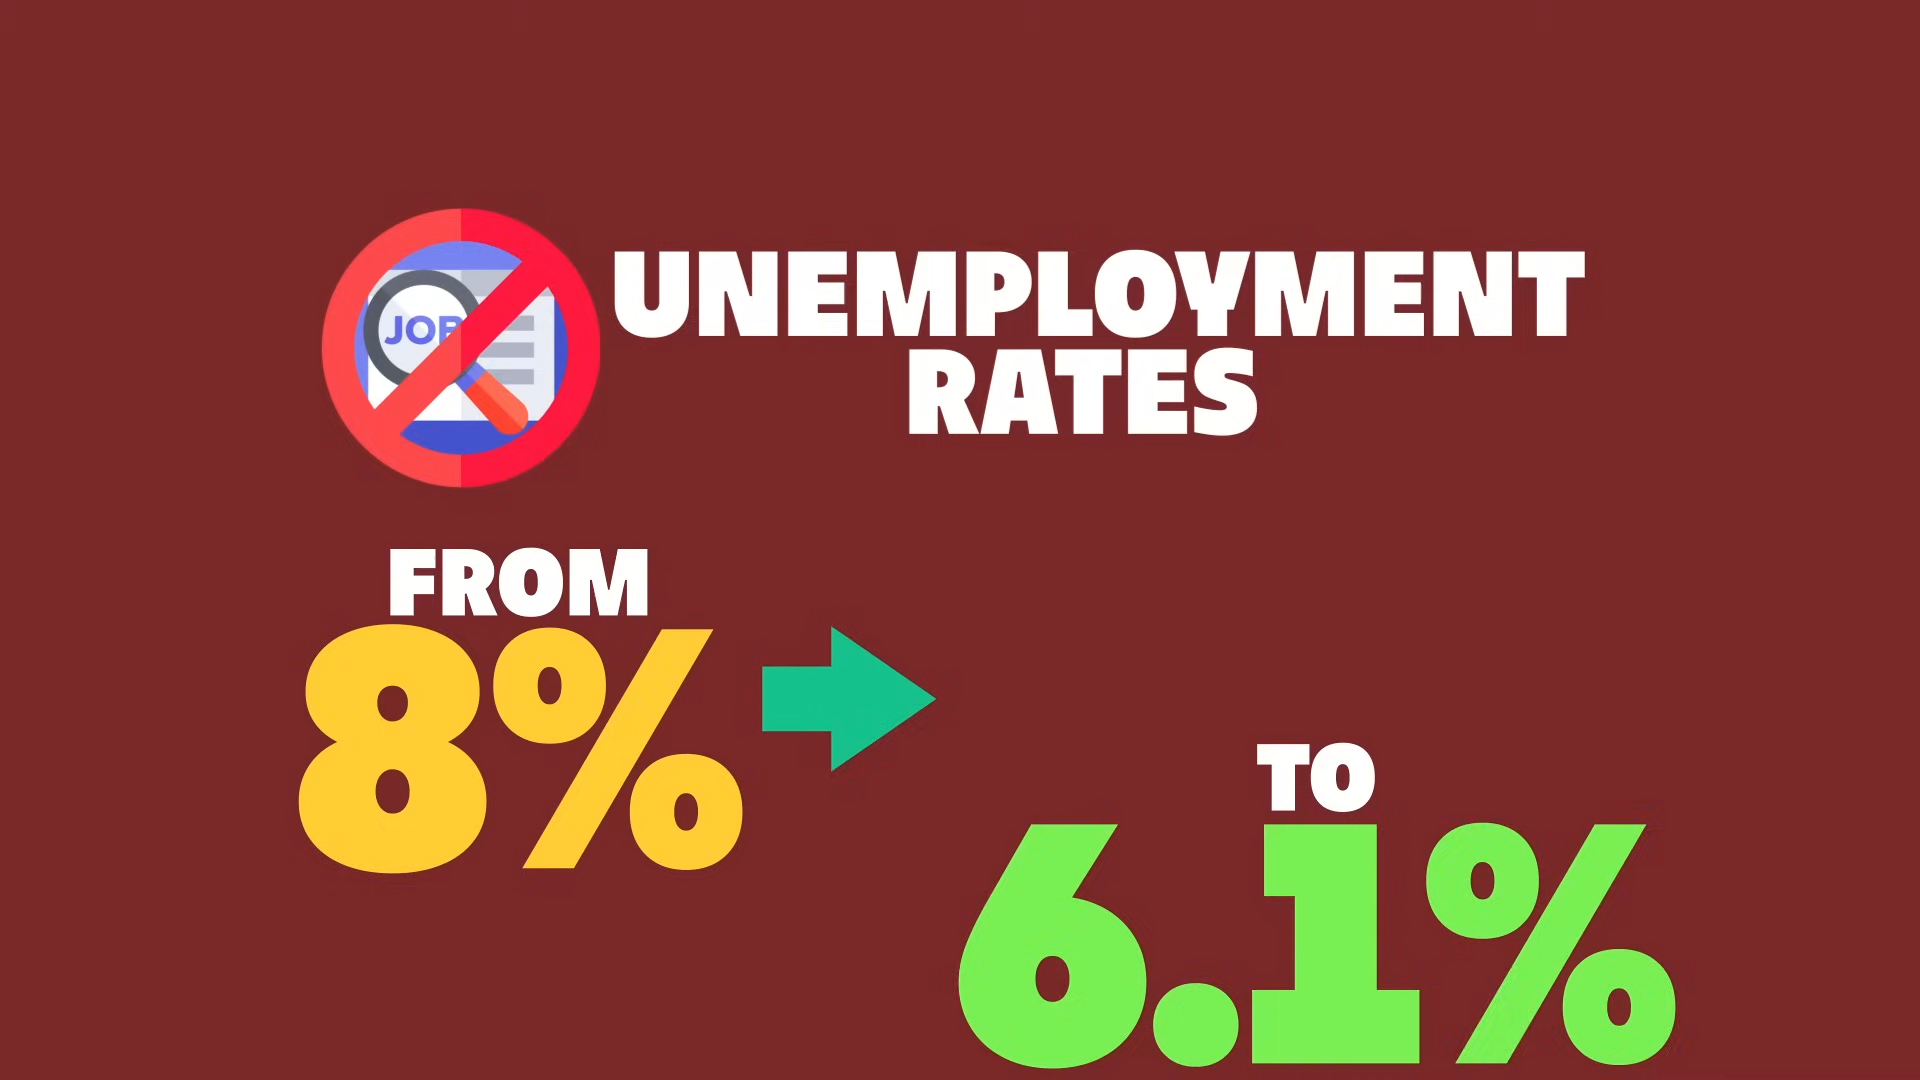 JOB
UNEMPLOYMENT
RATES
FROM
8%
TO
6.1%